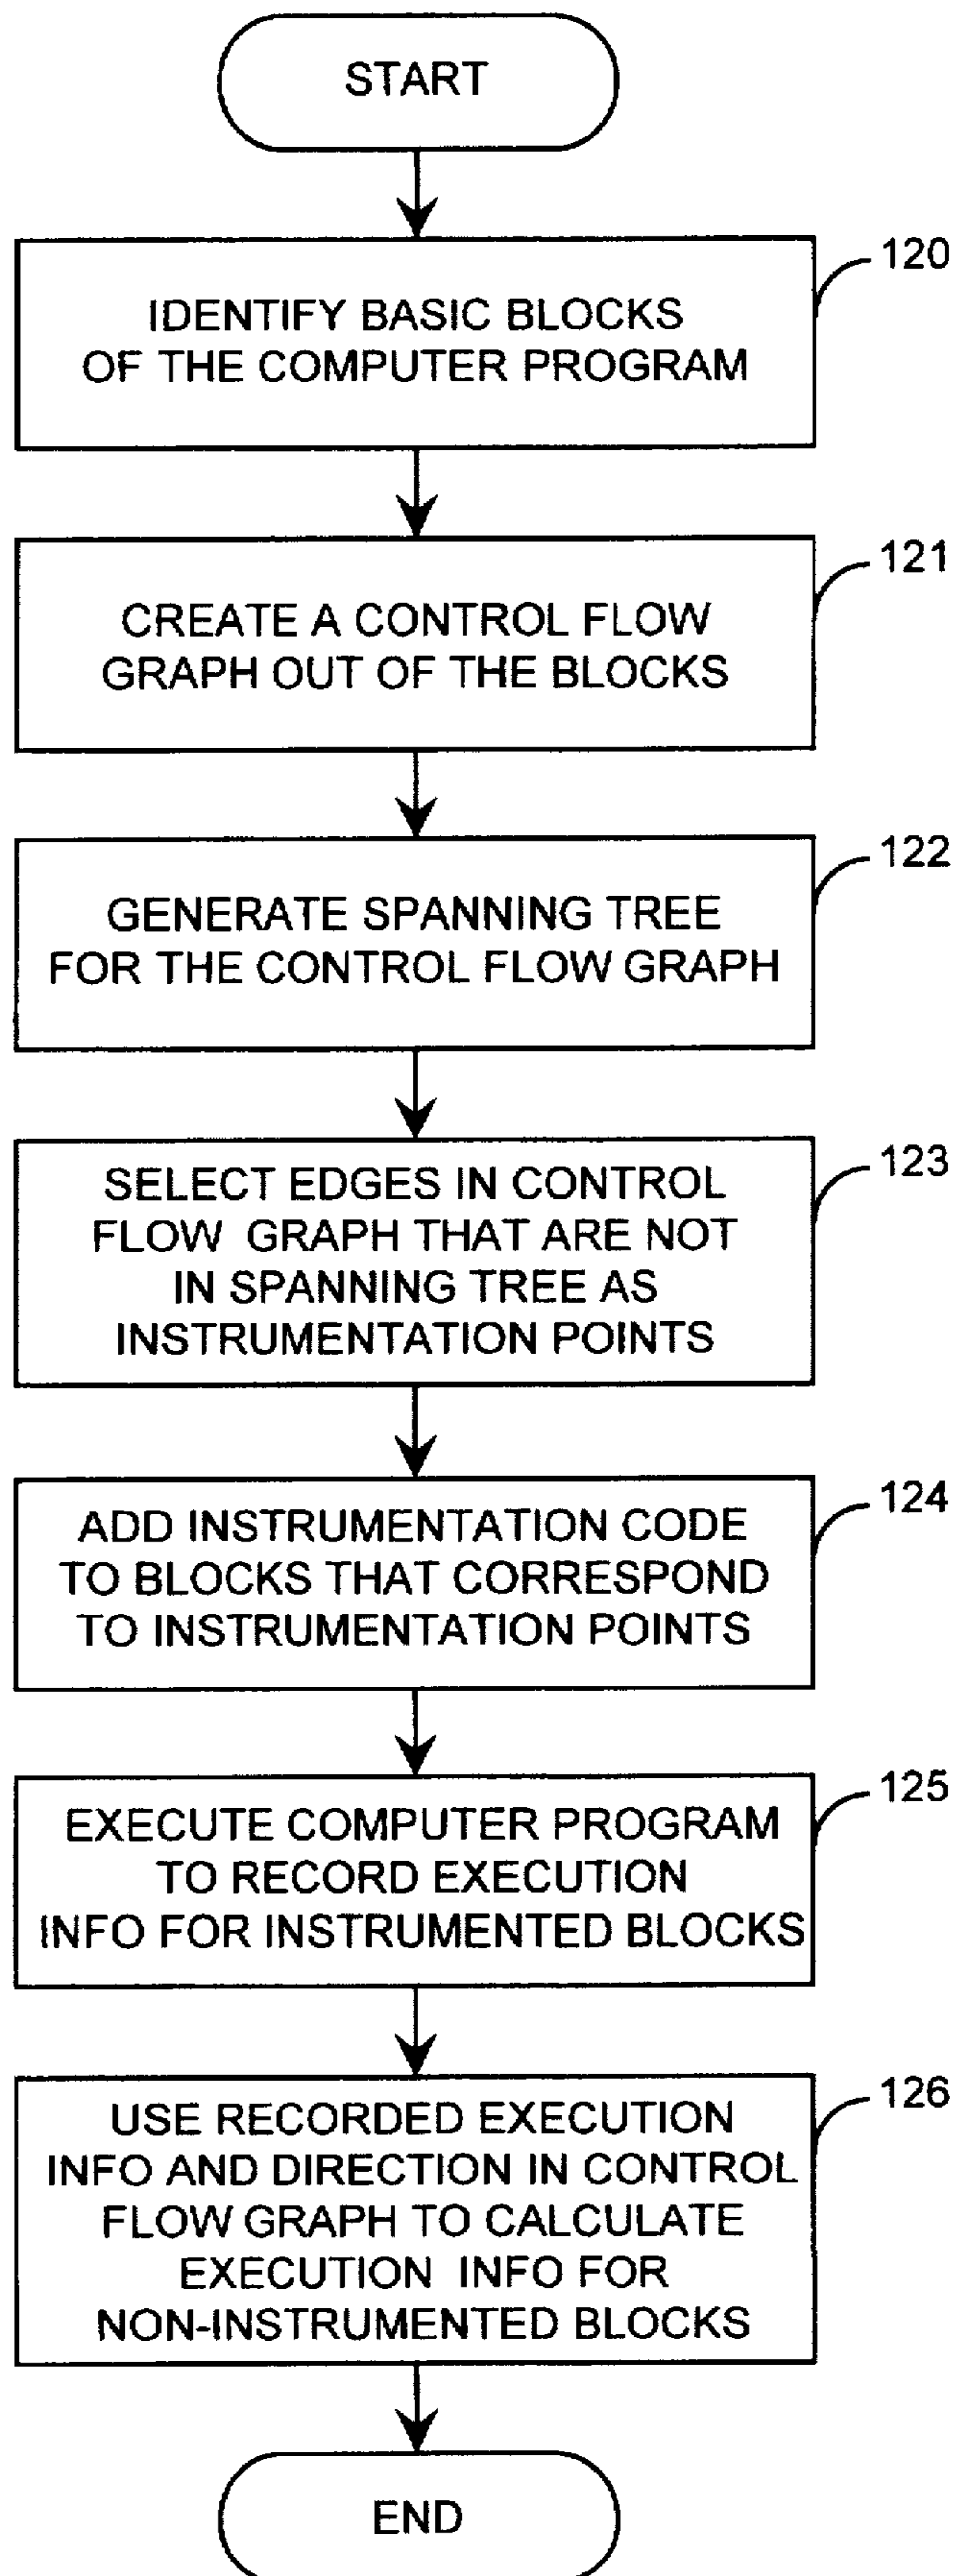 START
120
IDENTIFY BASIC BLOCKS
OF THE COMPUTER PROGRAM
121
CREATE A CONTROL FLOW
GRAPH OUT OF THE BLOCKS
122
GENERATE SPANNING TREE
FOR THE CONTROL FLOW GRAPH
123
SELECT EDGES IN CONTROL
FLOW GRAPH THAT ARE NOT
IN SPANNING TREE AS
INSTRUMENTATION POINTS
124
ADD INSTRUMENTATION CODE
TO BLOCKS THAT CORRESPOND
TO INSTRUMENTATION POINTS
125
EXECUTE COMPUTER PROGRAM
TO RECORD EXECUTION
INFO FOR INSTRUMENTED BLOCKS
126
USE RECORDED EXECUTION
INFO AND DIRECTION IN CONTROL
FLOW GRAPH TO CALCULATE
EXECUTION INFO FOR
NON-INSTRUMENTED BLOCKS
END